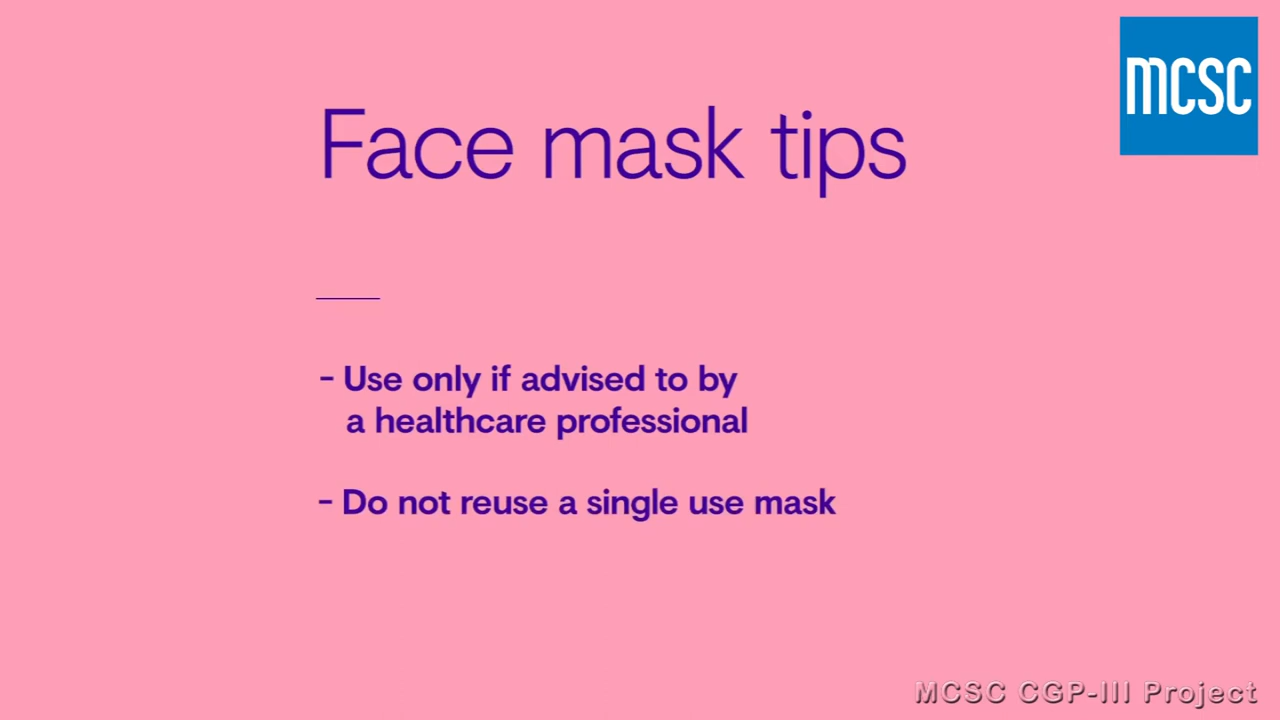 mcsc
Face mask tips
- Use only if advised to by
a healthcare professional
- Do not reuse a single use mask
MCSC CGP-III Project